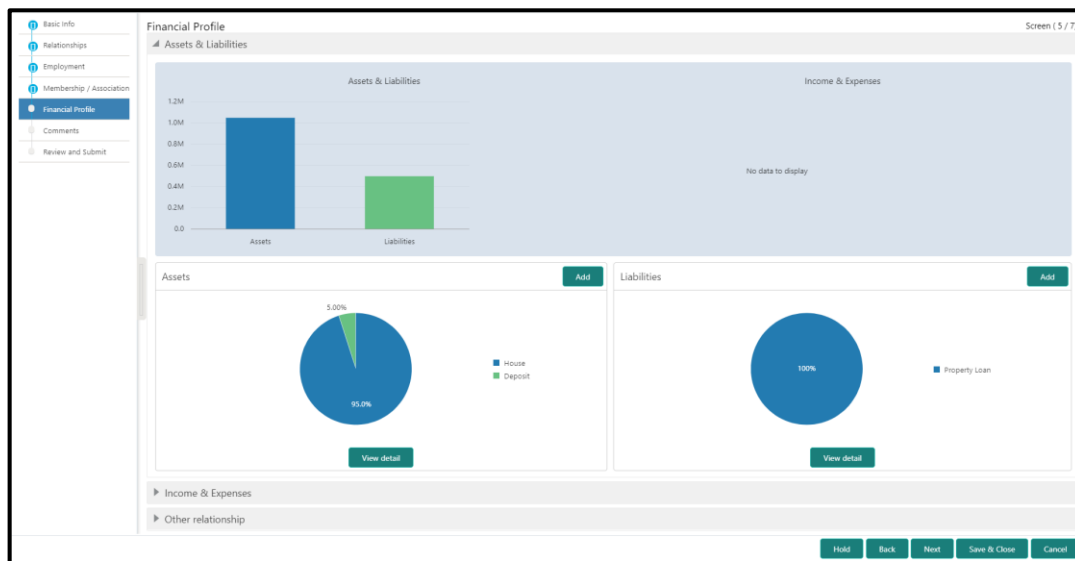 Basic Info
Relationships
Employment
Membership / Association
Financial Profile
Comments
Review and Submit
Financial Profile
Screen ( 5 / 7
Assets & Liabilities
Assets & Liabilities
1.2M
1.0M
0.8M
0.6M
0.4M
0.2M
0.0
Assets
Liabilities
Income & Expenses
No data to display
Assets
Add
5.00%
95.0%
House
Deposit
View detail
Liabilities
Add
100%
Property Loan
View detail
Income & Expenses
Other relationship
Hold
Back
Next
Save & Close
Cancel